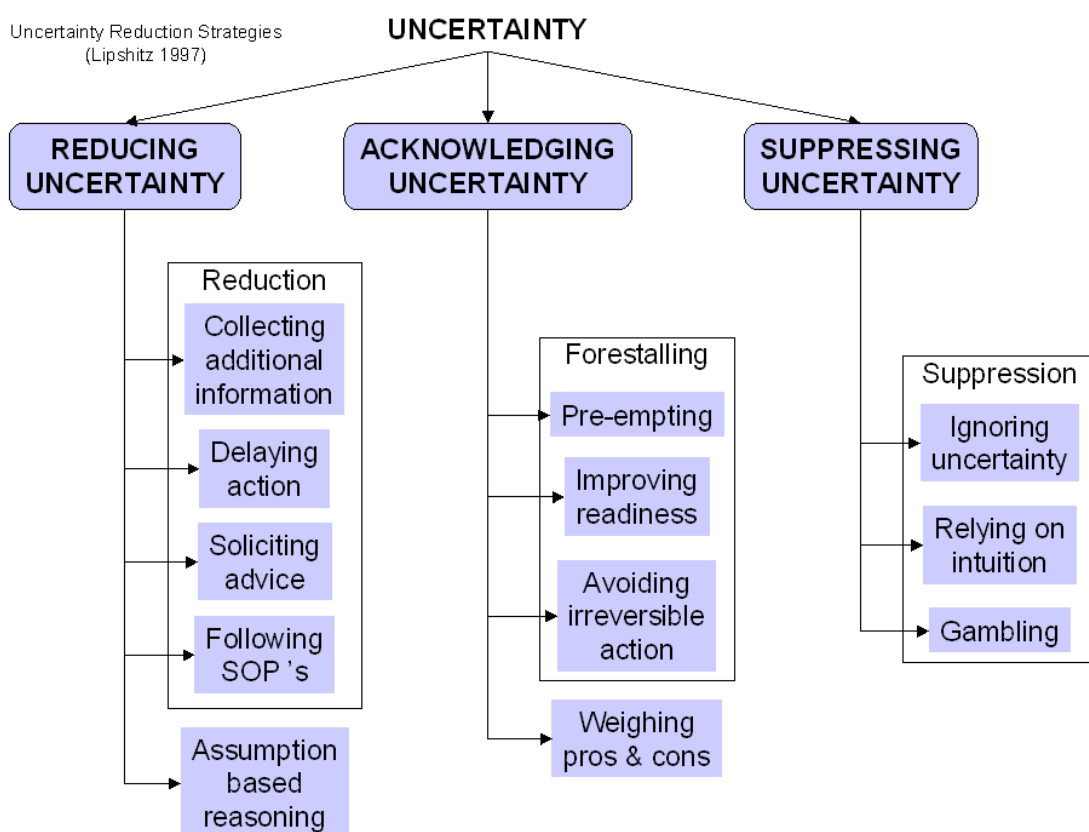 Uncertainty Reduction Strategies
(Lipshitz 1997)
UNCERTAINTY
REDUCING
UNCERTAINTY
Reduction
Collecting
additional
information
Delaying
action
Soliciting
advice
Following
SOP 's
Assumption
based
reasoning
ACKNOWLEDGING
UNCERTAINTY
Forestalling
Pre-empting
Improving
readiness
Avoiding
irreversible
action
Weighing
pros & cons
SUPPRESSING
UNCERTAINTY
Suppression
Ignoring
uncertainty
Relying on
intuition
Gambling